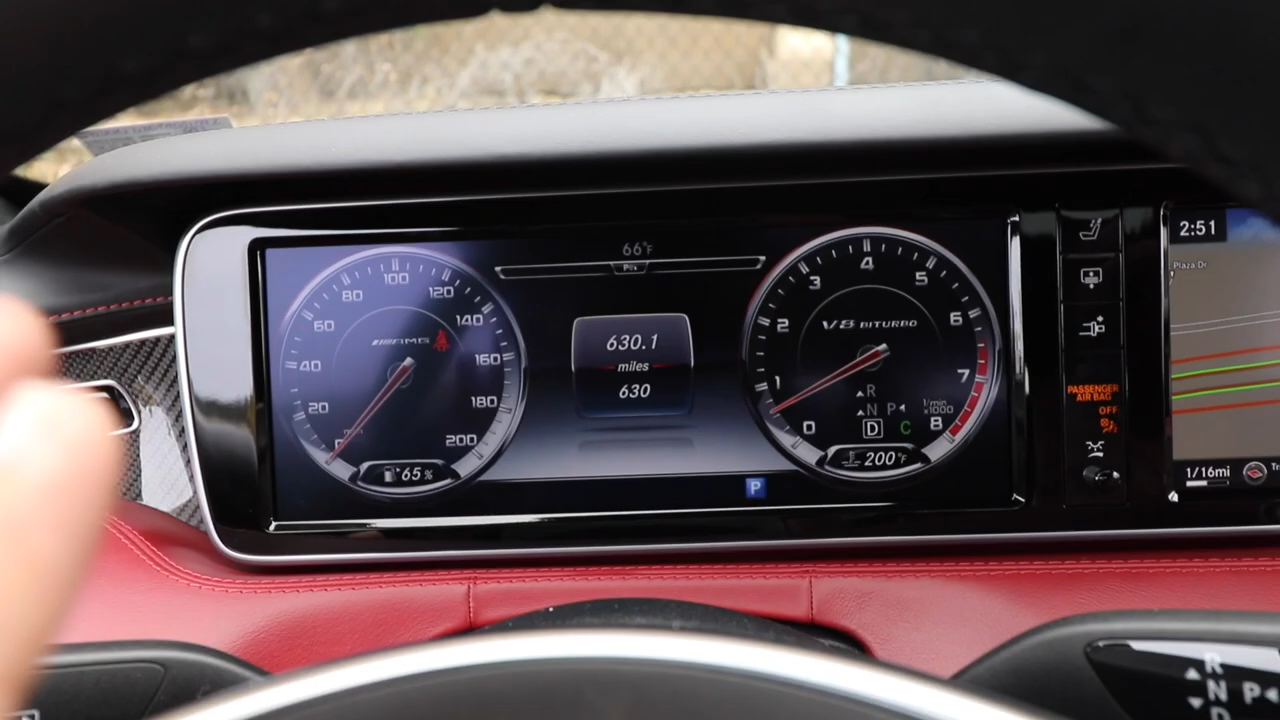 66°F
100
80
120
60
140
40
160
20
180
0
200
AMG
65%
630.1
miles
630
4
3
5
2
6
1
7
0
8
V8 BITURBO
R
N P
D C
1/min
x1000
200°F
P
PASSENGER
AIR BAG
OFF
2:51
Plaza Dr
1/16mi
R
N P
D